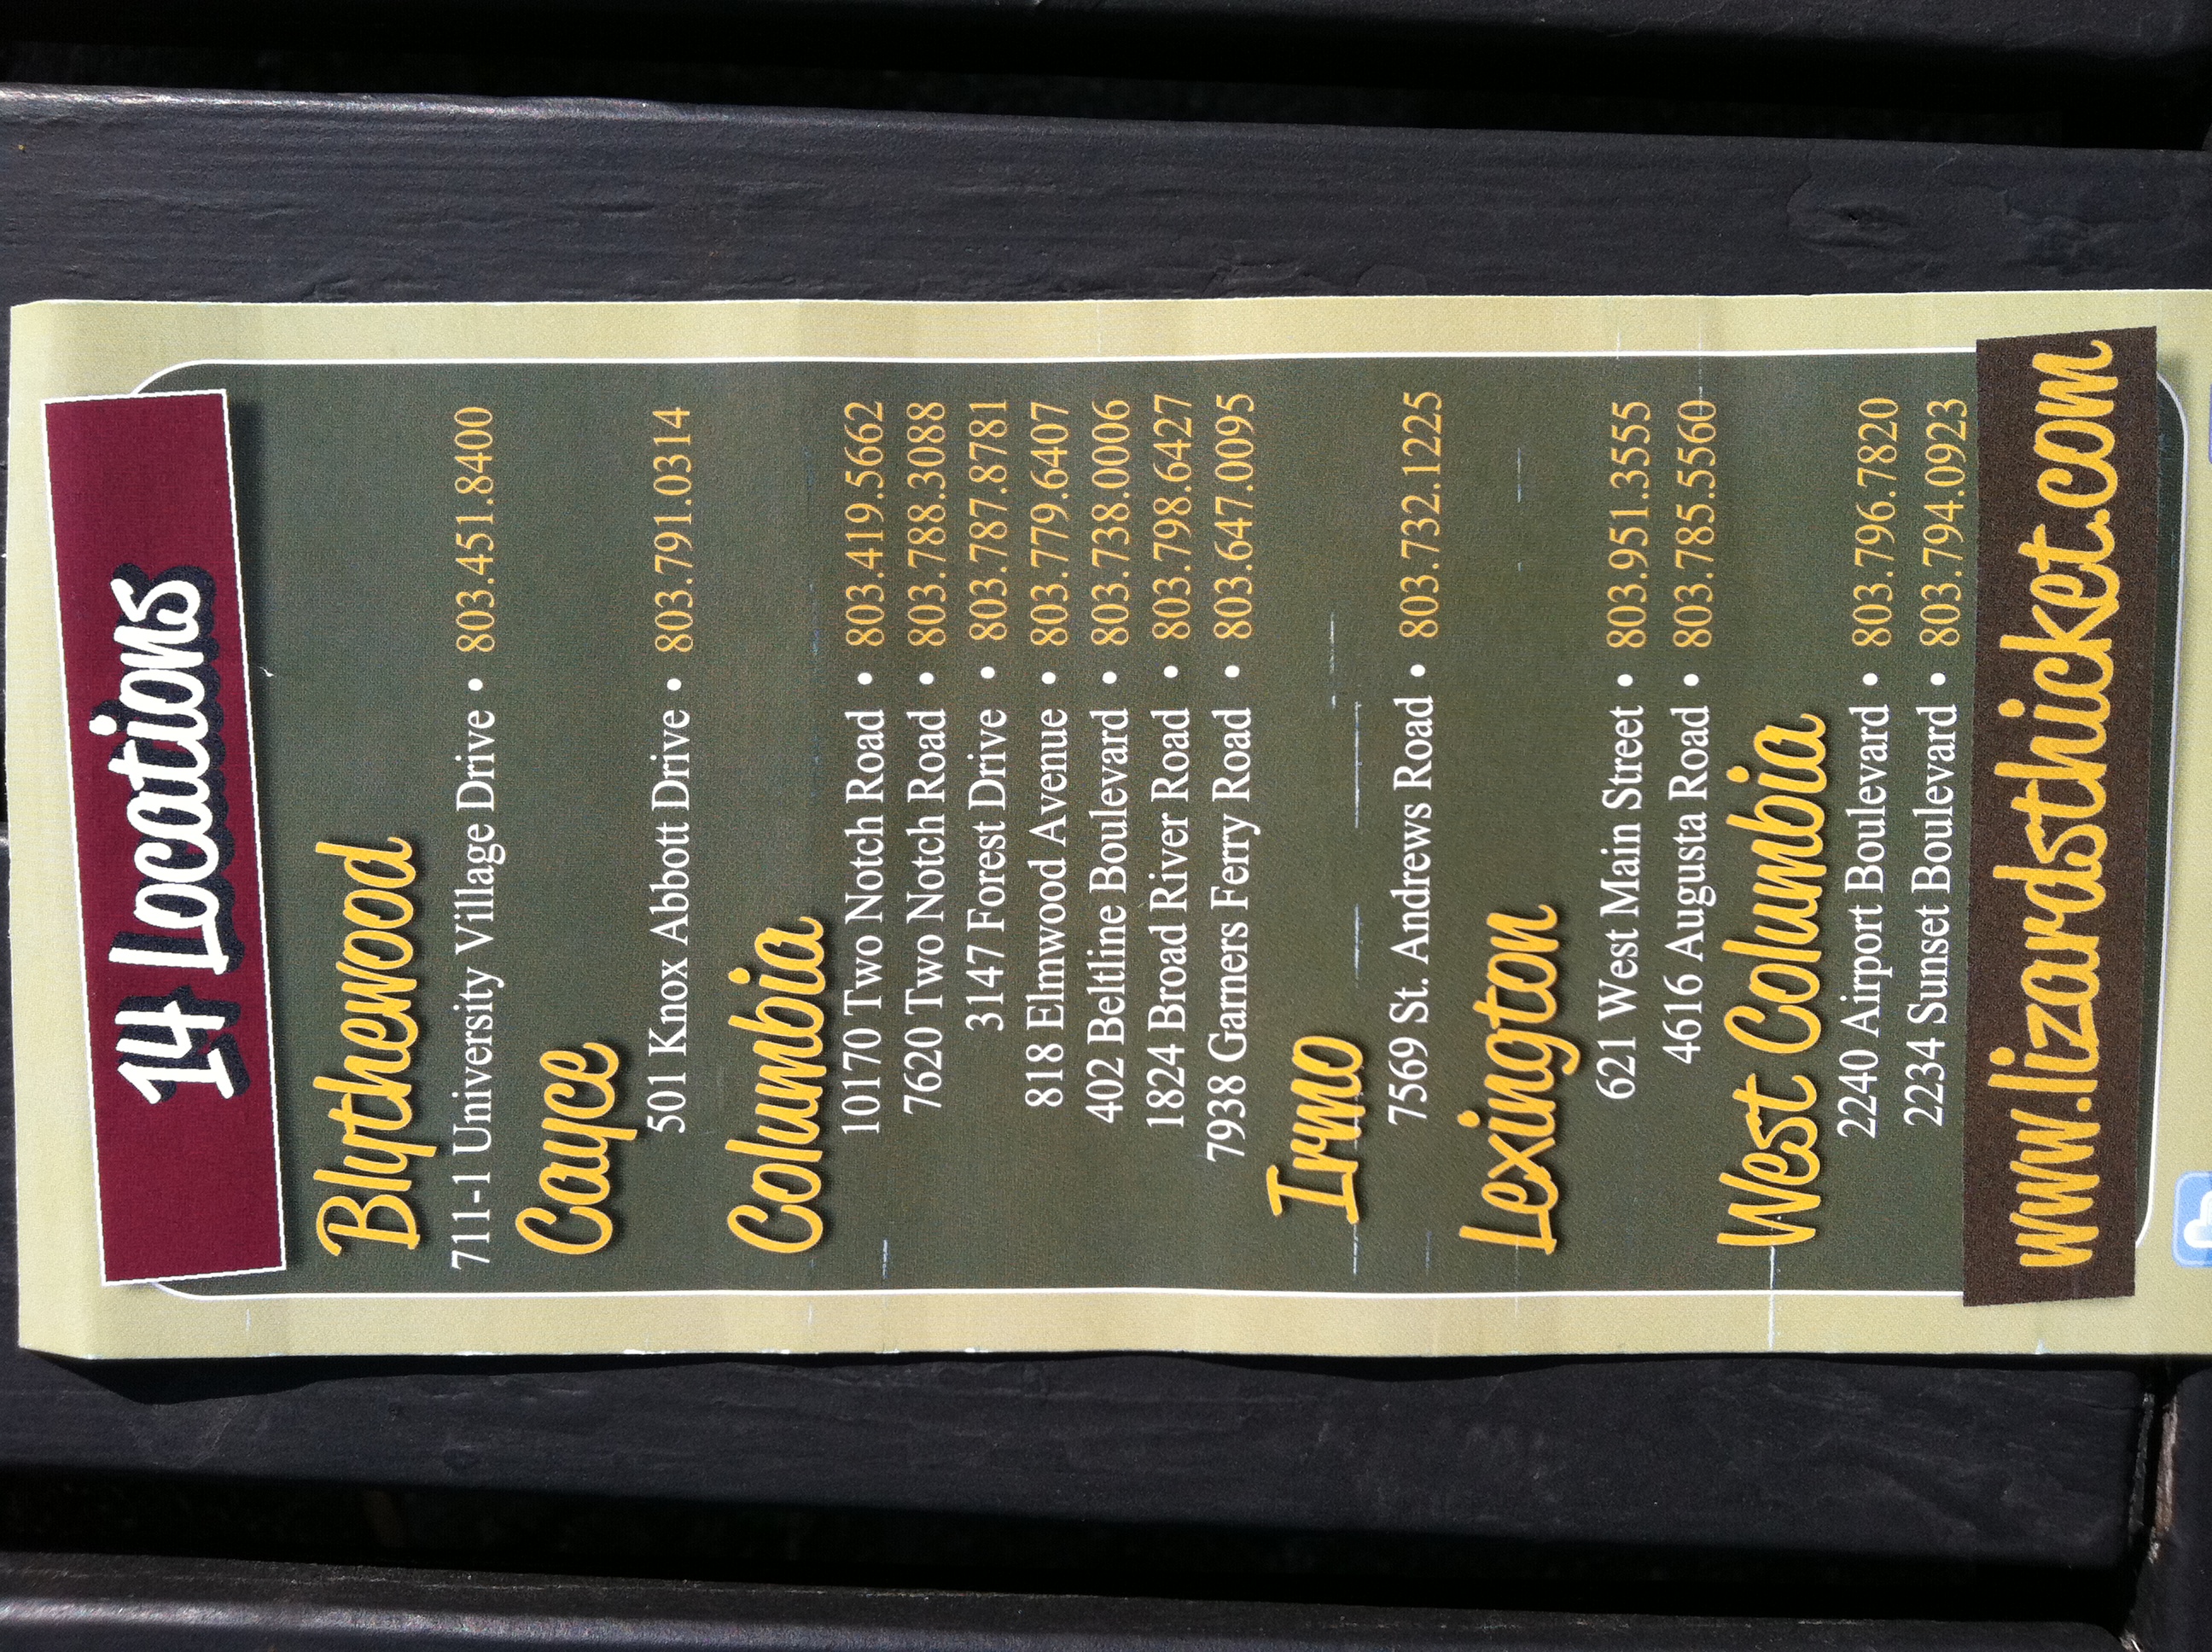 14 Locations
Blythewood
711-1 University Village Drive • 803.451.8400
Cayce
501 Knox Abbott Drive • 803.791.0314
Columbia
10170 Two Notch Road • 803.419.5662
7620 Two Notch Road • 803.788.3088
3147 Forest Drive • 803.787.8781
818 Elmwood Avenue • 803.779.6407
402 Beltline Boulevard • 803.738.0006
1824 Broad River Road • 803.798.6427
7938 Garners Ferry Road • 803.647.0095
Irmo
7569 St. Andrews Road • 803.732.1225
Lexington
621 West Main Street • 803.951.3555
4616 Augusta Road • 803.785.5560
West Columbia
2240 Airport Boulevard • 803.796.7820
2234 Sunset Boulevard • 803.794.0923
www.lizardsthicket.com